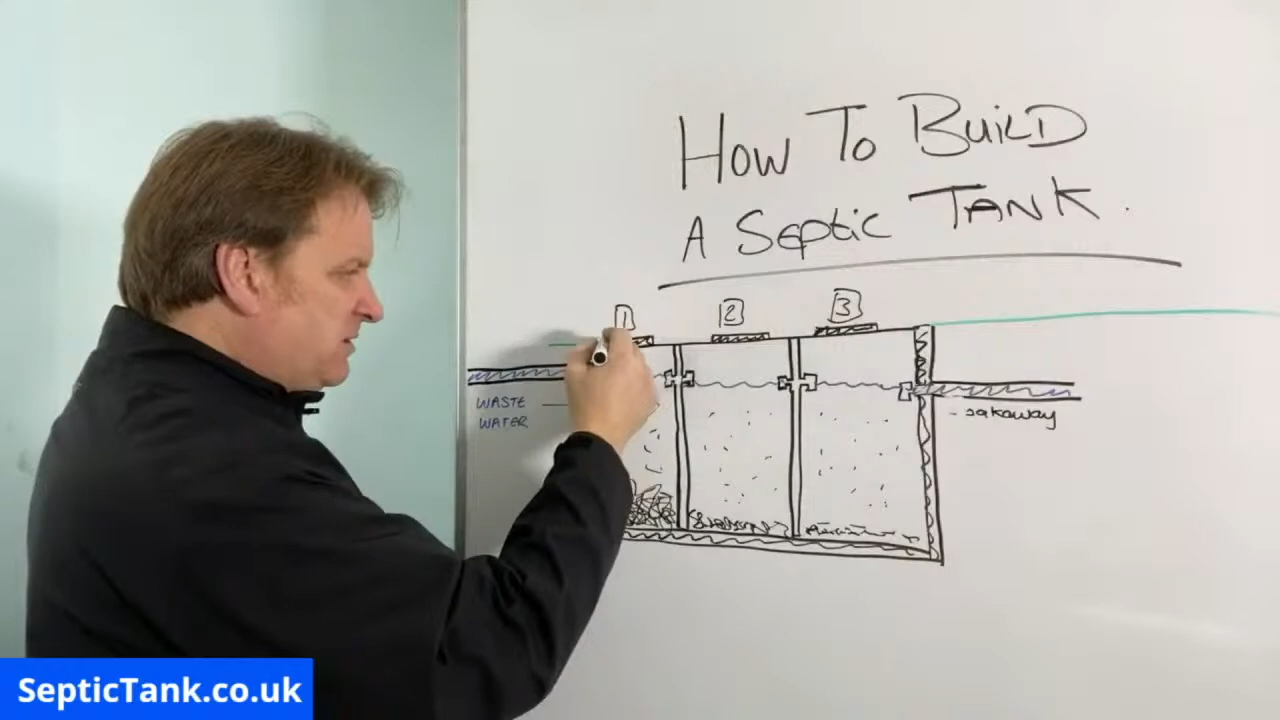 How To Build
A Septic Tank.
1 2 3
WASTE
WATER
- soakaway
SepticTank.co.uk